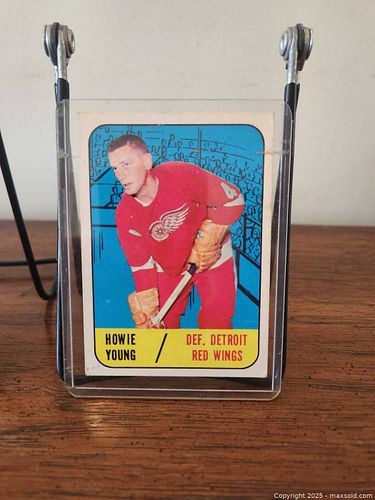 HOWIE
YOUNG
/
DEF. DETROIT
RED WINGS
Copyright 2025 - maxsold.com